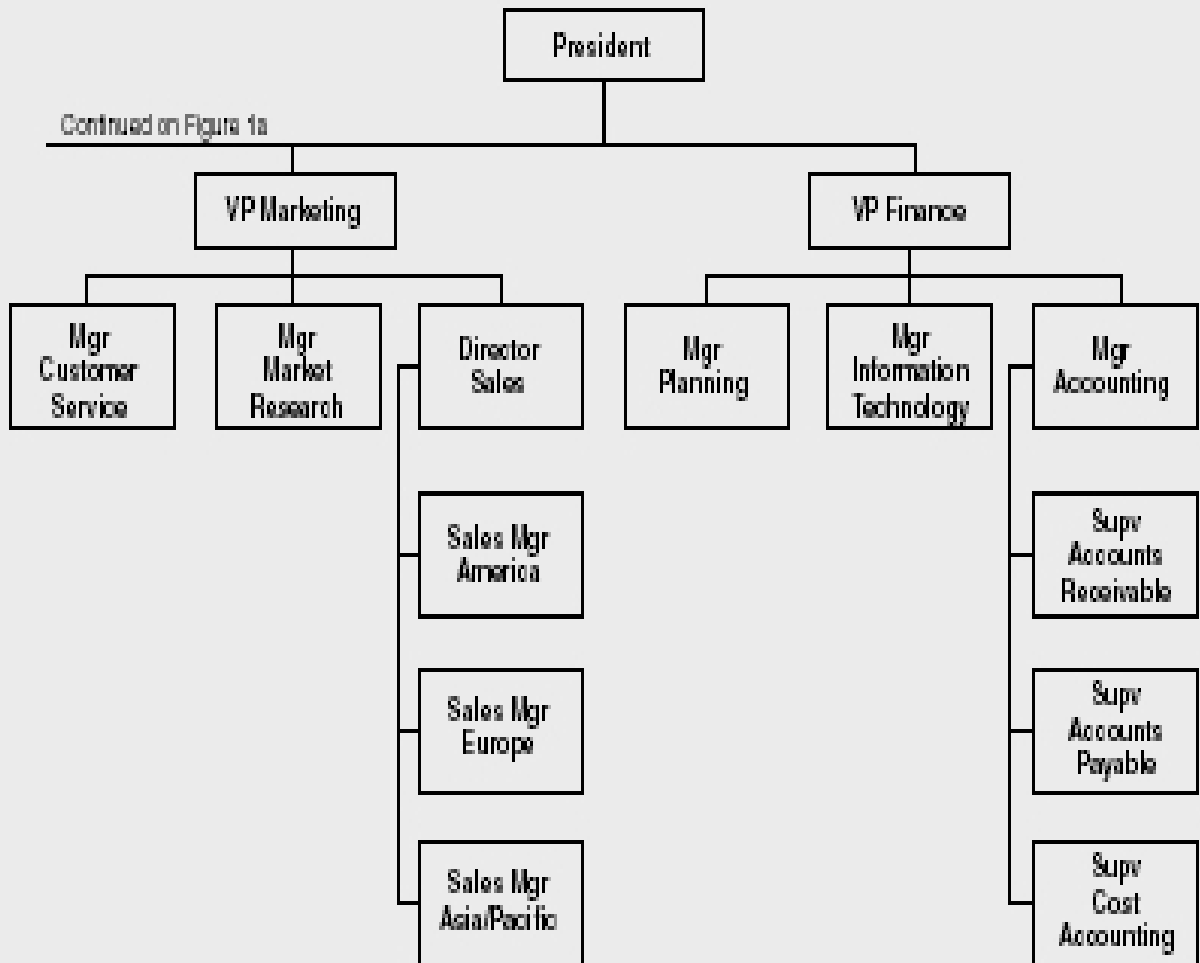 President
Continued on Figure 1a
VP Marketing
VP Finance
Mgr
Customer
Service
Mgr
Market
Research
Director
Sales
Mgr
Planning
Mgr
Information
Technology
Mgr
Accounting
Sales Mgr
America
Supv
Accounts
Receivable
Sales Mgr
Europe
Supv
Accounts
Payable
Sales Mgr
Asia/Pacific
Supv
Cost
Accounting